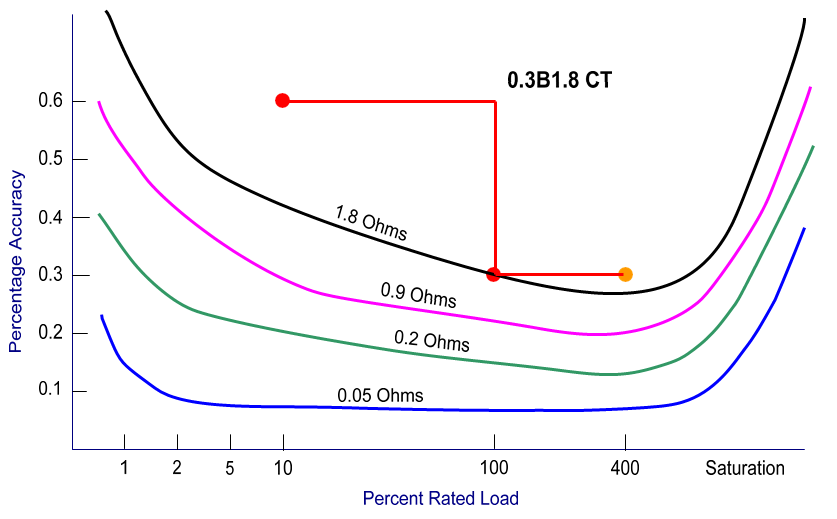 0.3B1.8 CT
0.6
0.5
0.4
0.3
0.2
0.1
Percentage Accuracy
1.8 Ohms
0.9 Ohms
0.2 Ohms
0.05 Ohms
1 2 5 10 100 400 Saturation
Percent Rated Load